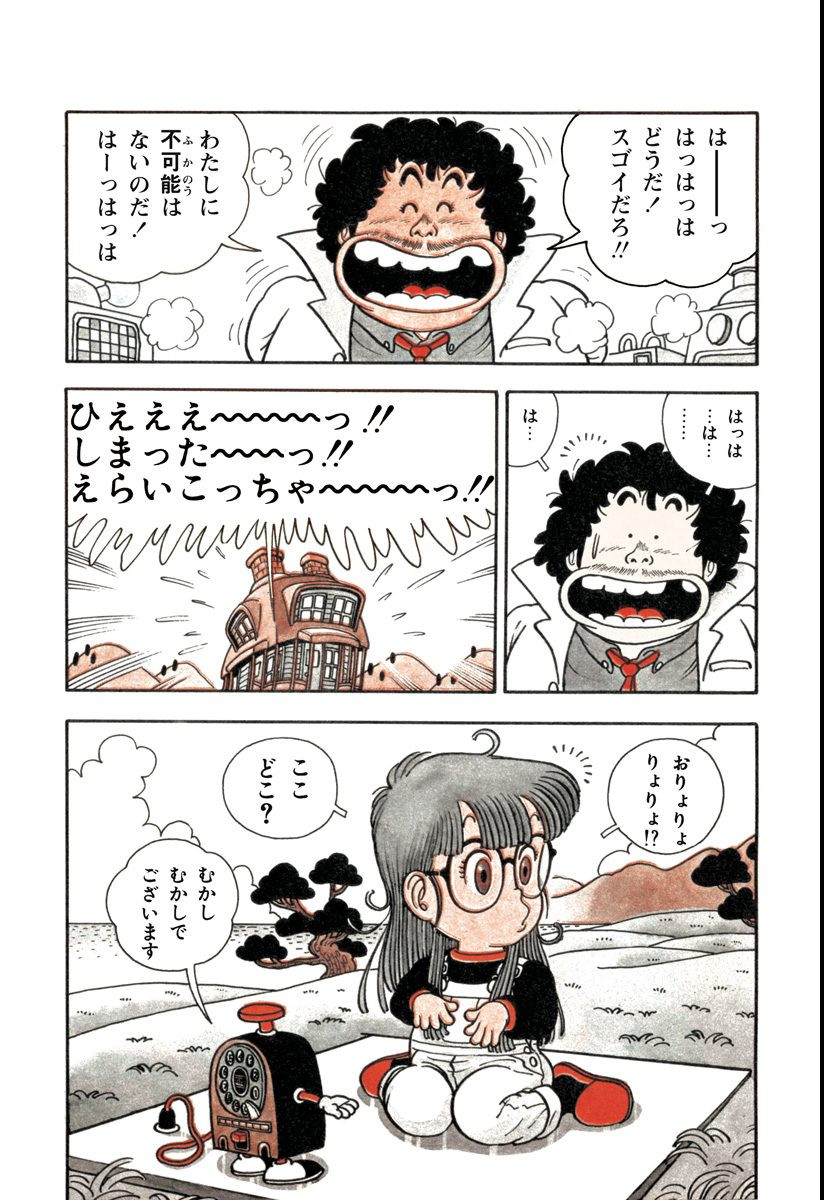 はーーっ
はっはっは
どうだ！
スゴイだろ!!
わたしに
不可能は
ふかのう
ないのだ！
はーっはっは
はっは
…は…
……
は…
ひえええ〜〜〜〜〜っ!!
しまった〜〜〜っ!!
えらいこっちゃ〜〜〜〜〜っ!!
おりょりょ
りょりょ!?
ここ
どこ？
むかし
むかしで
ございます